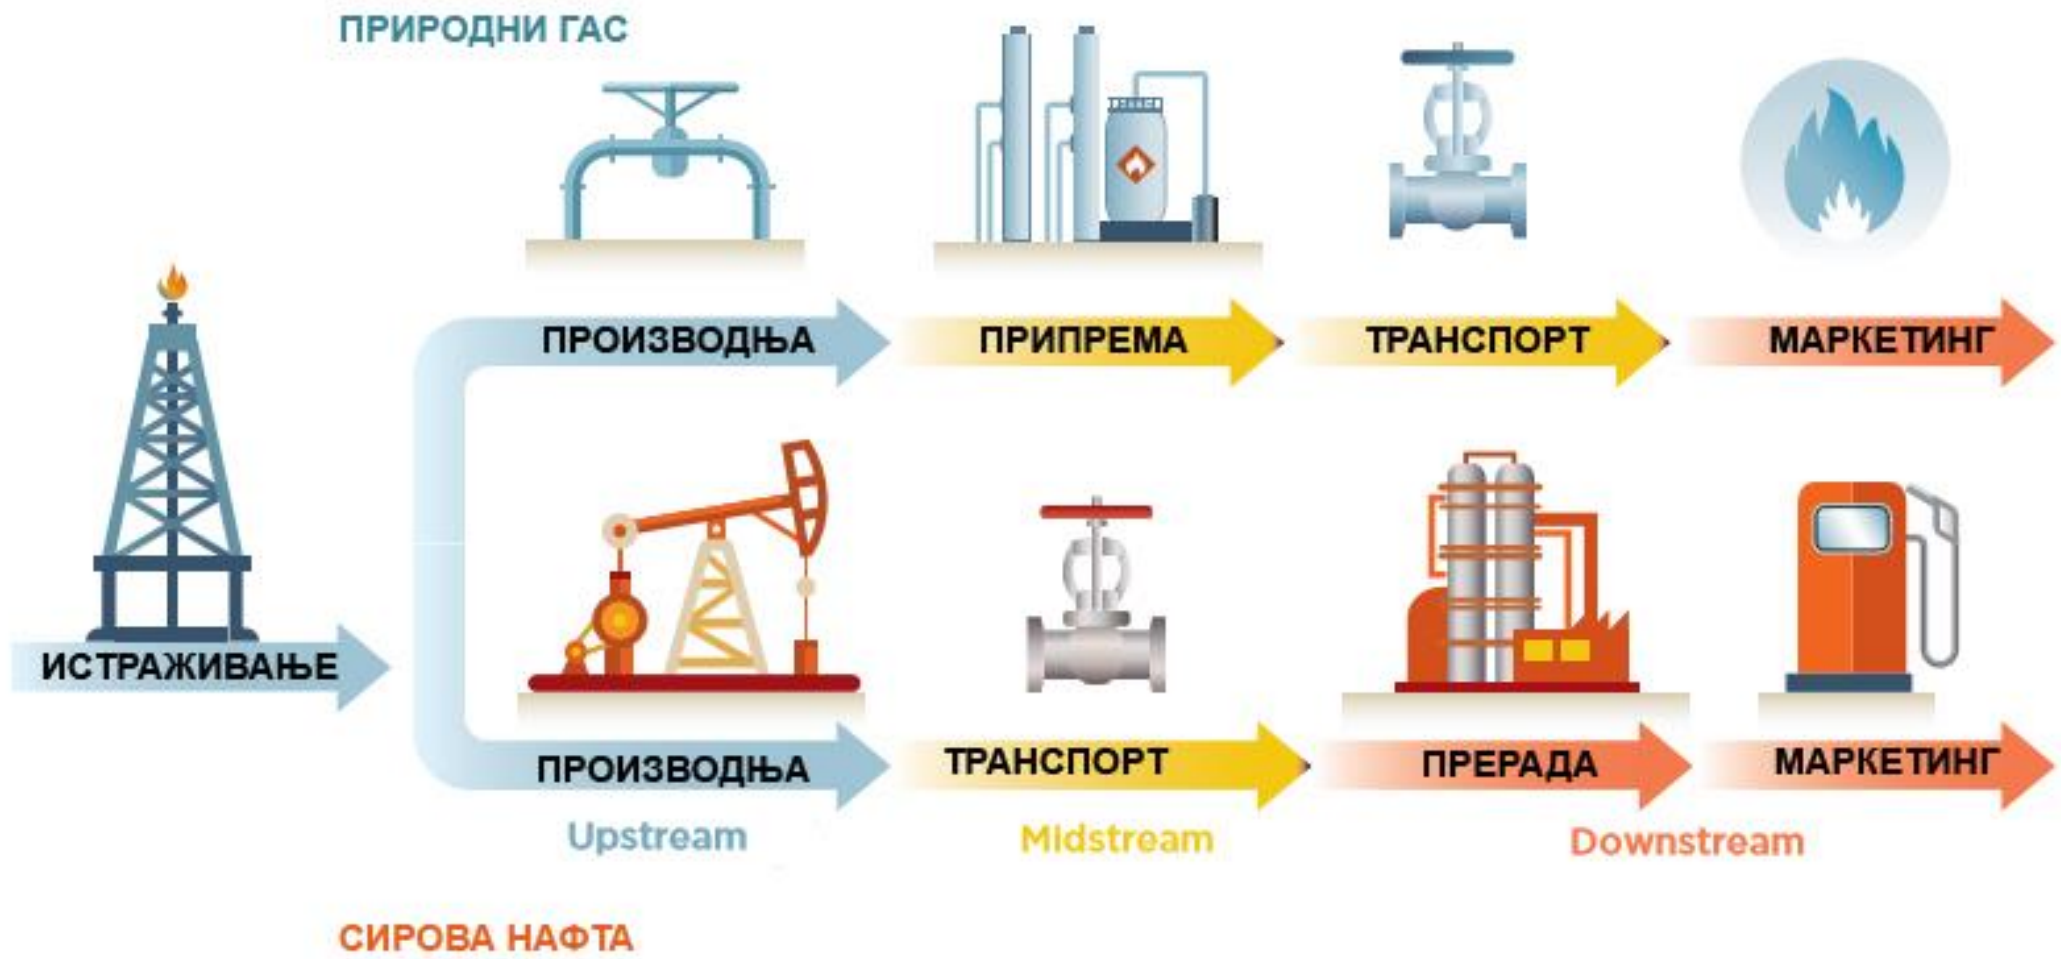 ПРИРОДНИ ГАС
ПРОИЗВОДЊА
ПРИПРЕМА
ТРАНСПОРТ
МАРКЕТИНГ
ИСТРАЖИВАЊЕ
ПРОИЗВОДЊА
ТРАНСПОРТ
ПРЕРАДА
МАРКЕТИНГ
Upstream
Midstream
Downstream
СИРОВА НАФТА